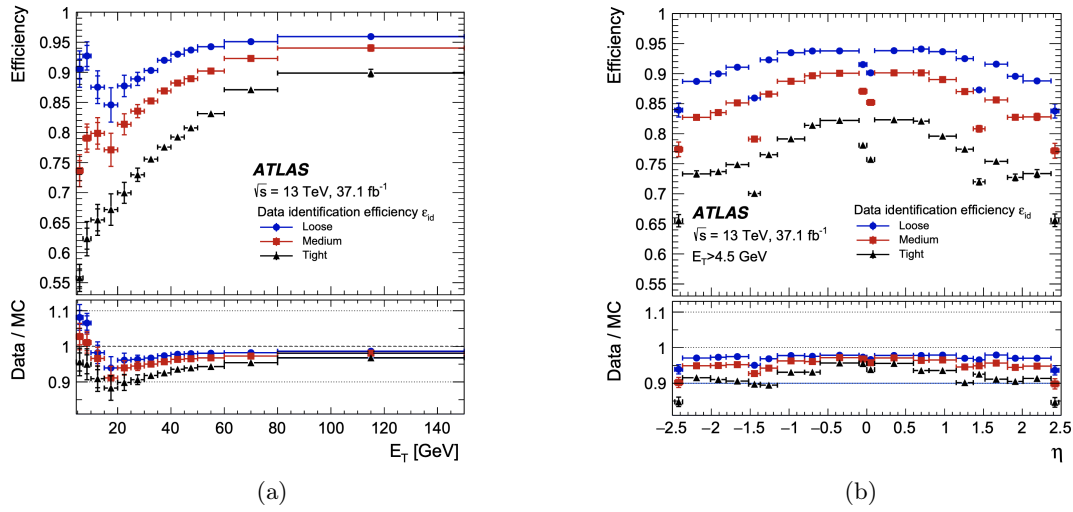 Efficiency
1
0.95
0.9
0.85
0.8
0.75
0.7
0.65
0.6
0.55
ATLAS
√s = 13 TeV, 37.1 fb⁻¹
Data identification efficiency ε_id
Loose
Medium
Tight
Data / MC
1.1
1
0.9
20 40 60 80 100 120 140
E_T [GeV]
(a)
Efficiency
1
0.95
0.9
0.85
0.8
0.75
0.7
0.65
0.6
0.55
ATLAS
√s = 13 TeV, 37.1 fb⁻¹
E_T>4.5 GeV
Data identification efficiency ε_id
Loose
Medium
Tight
Data / MC
1.1
1
0.9
−2.5 −2 −1.5 −1 −0.5 0 0.5 1 1.5 2 2.5
η
(b)